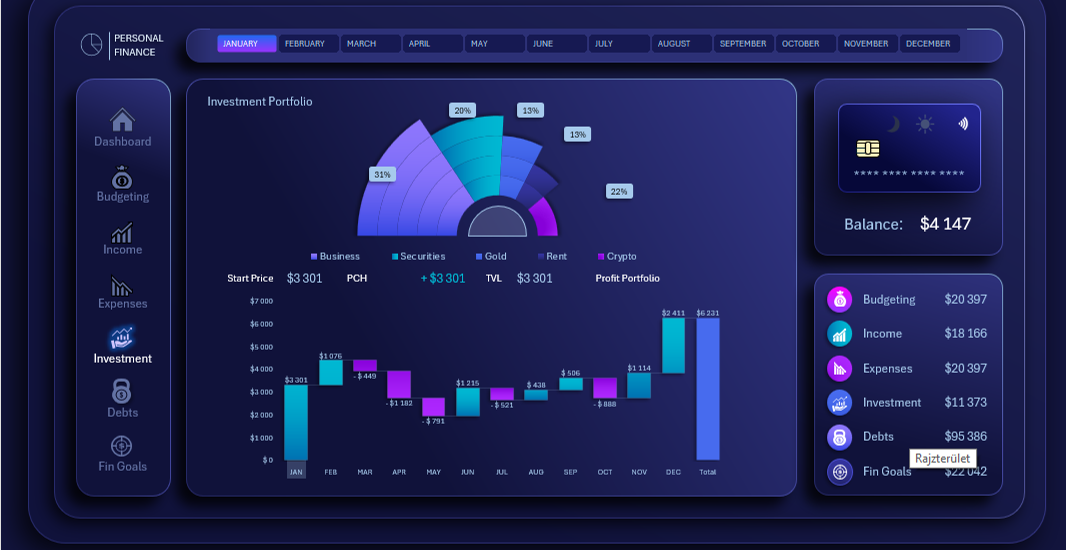 PERSONAL
FINANCE
JANUARY FEBRUARY MARCH APRIL MAY JUNE JULY AUGUST SEPTEMBER OCTOBER NOVEMBER DECEMBER
Dashboard
Budgeting
Income
Expenses
Investment
Debts
Fin Goals
Investment Portfolio
20% 13%
13%
31%
22%
Business Securities Gold Rent Crypto
Start Price $3 301 PCH + $3 301 TVL $3 301 Profit Portfolio
$7 000
$6 000
$5 000
$4 000
$3 000
$2 000
$1 000
$0
$3 301
$1 076
- $ 449
- $1 182
- $ 791
$1 215
- $ 521
$ 438
$ 506
- $ 888
$1 114
$2 411
$6 231
JAN FEB MAR APR MAY JUN JUL AUG SEP OCT NOV DEC Total
**** **** **** ****
Balance: $4 147
Budgeting $20 397
Income $18 166
Expenses $20 397
Investment $11 373
Debts $95 386
Rajzterület
Fin Goals $22 042